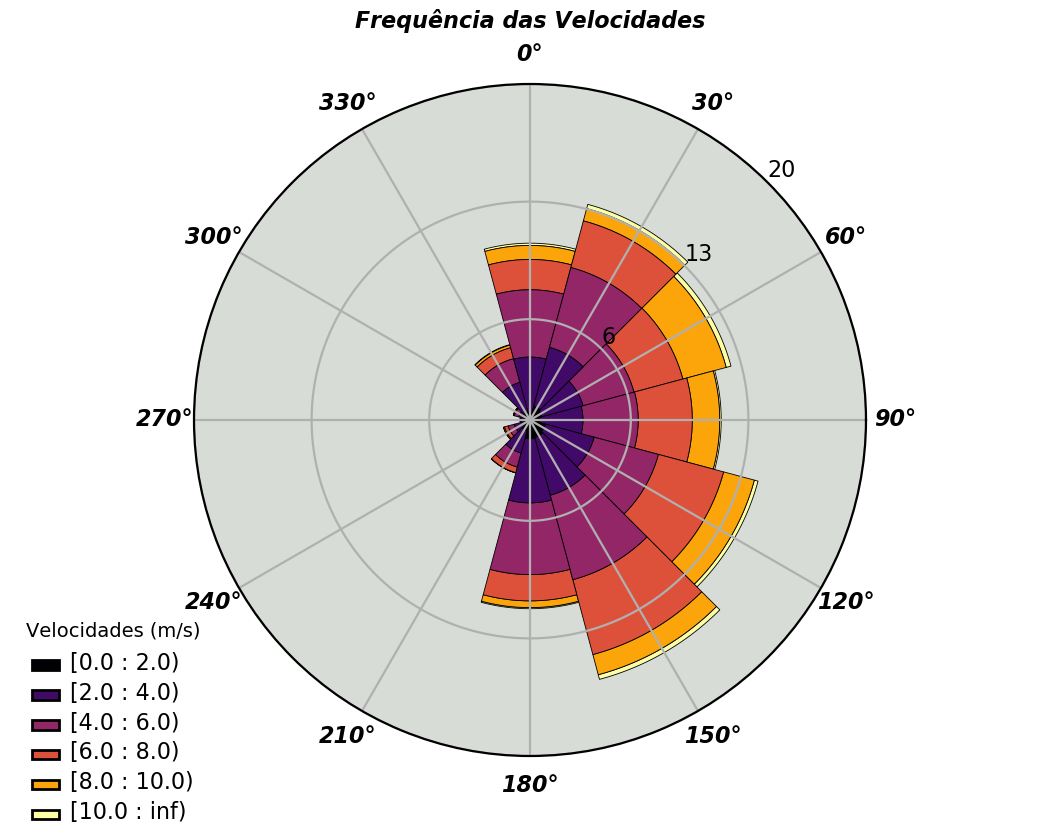 Frequência das Velocidades
0°
330°
30°
20
300°
60°
13
6
270°
90°
240°
120°
210°
150°
180°
Velocidades (m/s)
[0.0 : 2.0)
[2.0 : 4.0)
[4.0 : 6.0)
[6.0 : 8.0)
[8.0 : 10.0)
[10.0 : inf)